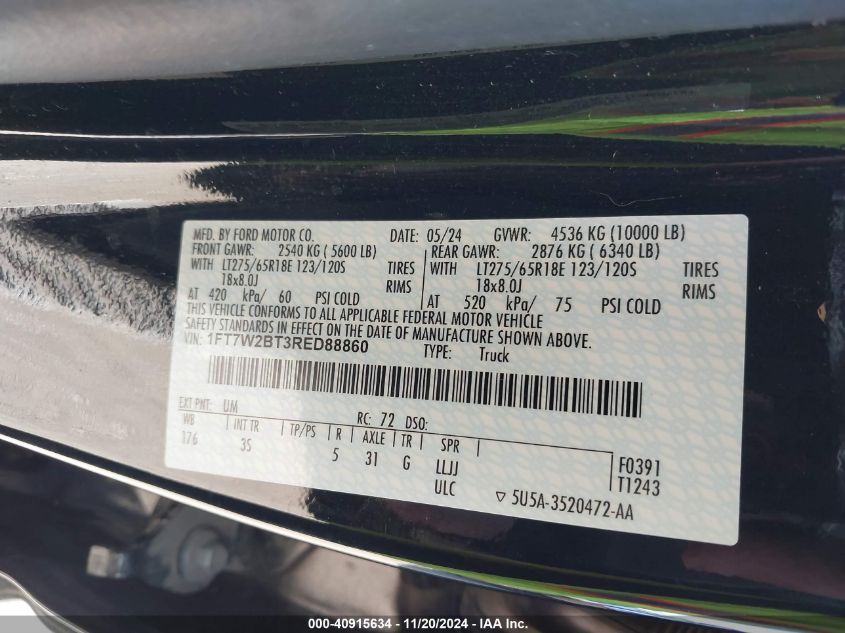 MFD. BY FORD MOTOR CO. DATE: 05/24 GVWR: 4536 KG (10000 LB)
FRONT GAWR: 2540 KG ( 5600 LB) REAR GAWR: 2876 KG ( 6340 LB)
WITH LT275/65R18E 123/120S TIRES WITH LT275/65R18E 123/120S TIRES
18x8.0J RIMS 18x8.0J RIMS
AT 420 kPa/ 60 PSI COLD AT 520 kPa/ 75 PSI COLD
THIS VEHICLE CONFORMS TO ALL APPLICABLE FEDERAL MOTOR VEHICLE
SAFETY STANDARDS IN EFFECT ON THE DATE OF MANUFACTURE SHOWN ABOVE.
VIN: 1FT7W2BT3RED88860 TYPE: Truck
EXT PNT: UM RC: 72 DSO:
WB INT TR TP/PS R AXLE TR SPR
176 3S 5 31 G LLJJ F0391
ULC T1243
5U5A-3520472-AA
000-40915634 - 11/20/2024 - IAA Inc.